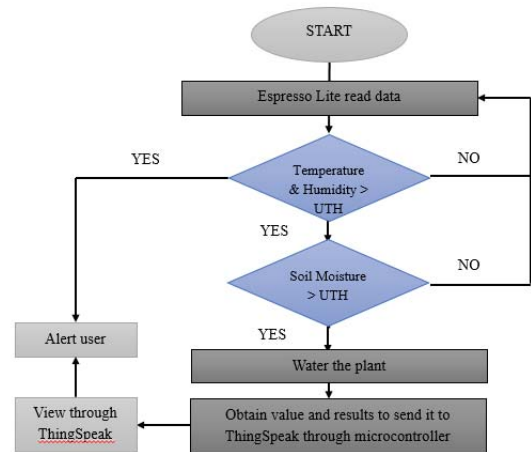 START
Espresso Lite read data
YES
NO
Temperature
& Humidity >
UTH
YES
NO
Soil Moisture
> UTH
YES
Alert user
Water the plant
View through
ThingSpeak
Obtain value and results to send it to
ThingSpeak through microcontroller